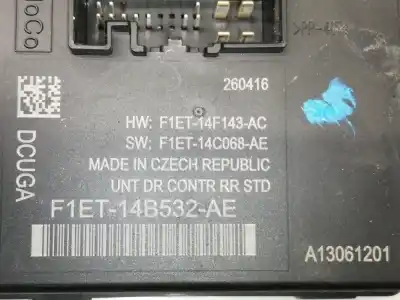 >PP-
260416
HW: F1ET-14F143-AC
SW: F1ET-14C068-AE
MADE IN CZECH REPUBLIC
UNT DR CONTR RR STD
DCUGA
F1ET-14B532-AE
A13061201